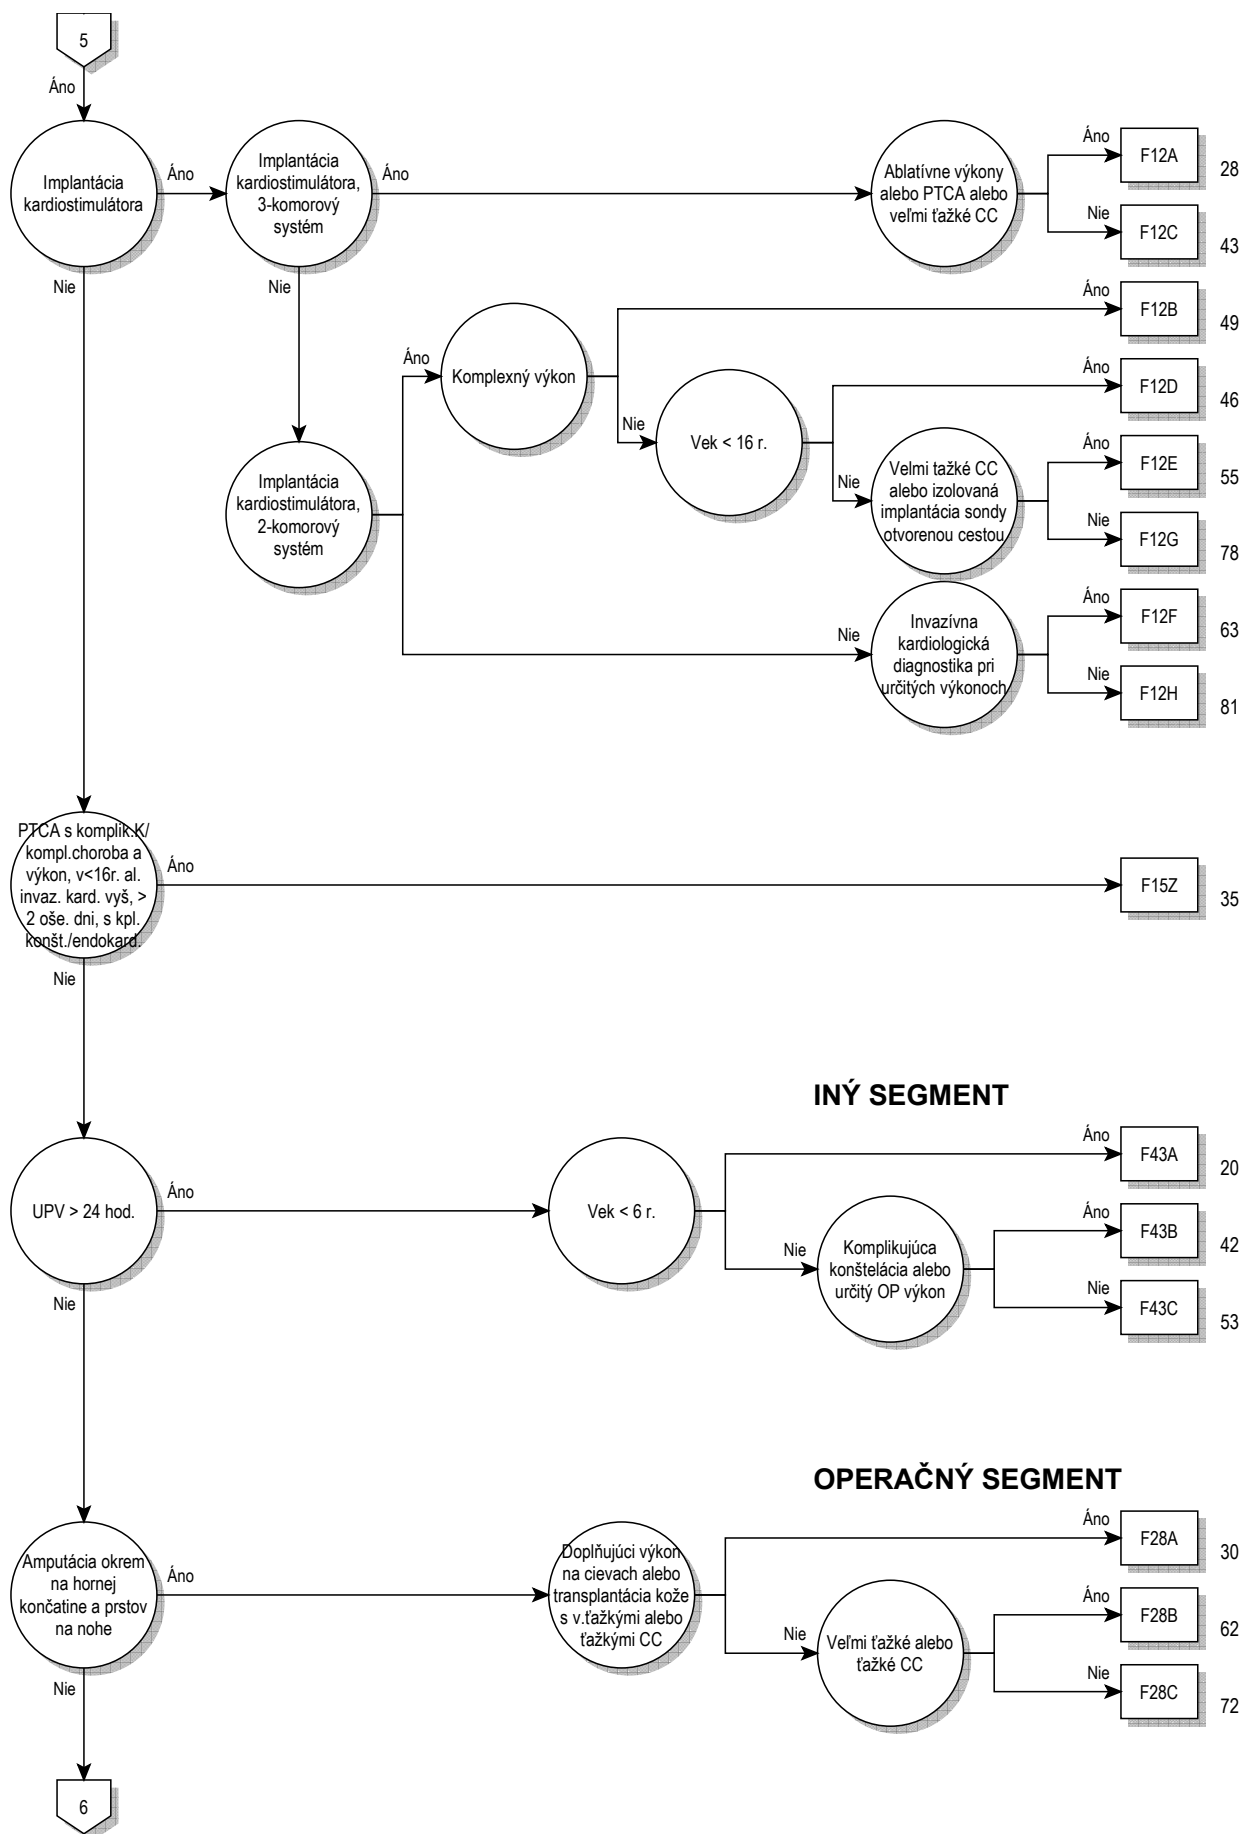 5
Áno
Implantácia
kardiostimulátora
Áno
Implantácia
kardiostimulátora,
3-komorový
systém
Áno
Ablatívne výkony
alebo PTCA alebo
veľmi ťažké CC
Áno
F12A
28
Nie
F12C
43
Nie
Nie
Áno
F12B
49
Áno
Komplexný výkon
Áno
F12D
46
Nie
Vek < 16 r.
Áno
F12E
55
Nie
Velmi tažké CC
alebo izolovaná
implantácia sondy
otvorenou cestou
Implantácia
kardiostimulátora,
2-komorový
systém
Nie
F12G
78
Áno
F12F
63
Nie
Invazívna
kardiologická
diagnostika pri
určitých výkonoch
Nie
F12H
81
PTCA s komplik.K/
kompl.choroba a
výkon, v<16r. al.
invaz. kard. vyš, >
2 oše. dni, s kpl.
konšt./endokard.
Áno
F15Z
35
Nie
INÝ SEGMENT
Áno
F43A
20
UPV > 24 hod.
Áno
Vek < 6 r.
Áno
F43B
42
Nie
Komplikujúca
konštelácia alebo
určitý OP výkon
Nie
F43C
53
Nie
OPERAČNÝ SEGMENT
Áno
F28A
30
Amputácia okrem
na hornej
končatine a prstov
na nohe
Áno
Doplňujúci výkon
na cievach alebo
transplantácia kože
s v.ťažkými alebo
ťažkými CC
Áno
F28B
62
Nie
Veľmi ťažké alebo
ťažké CC
Nie
F28C
72
Nie
6